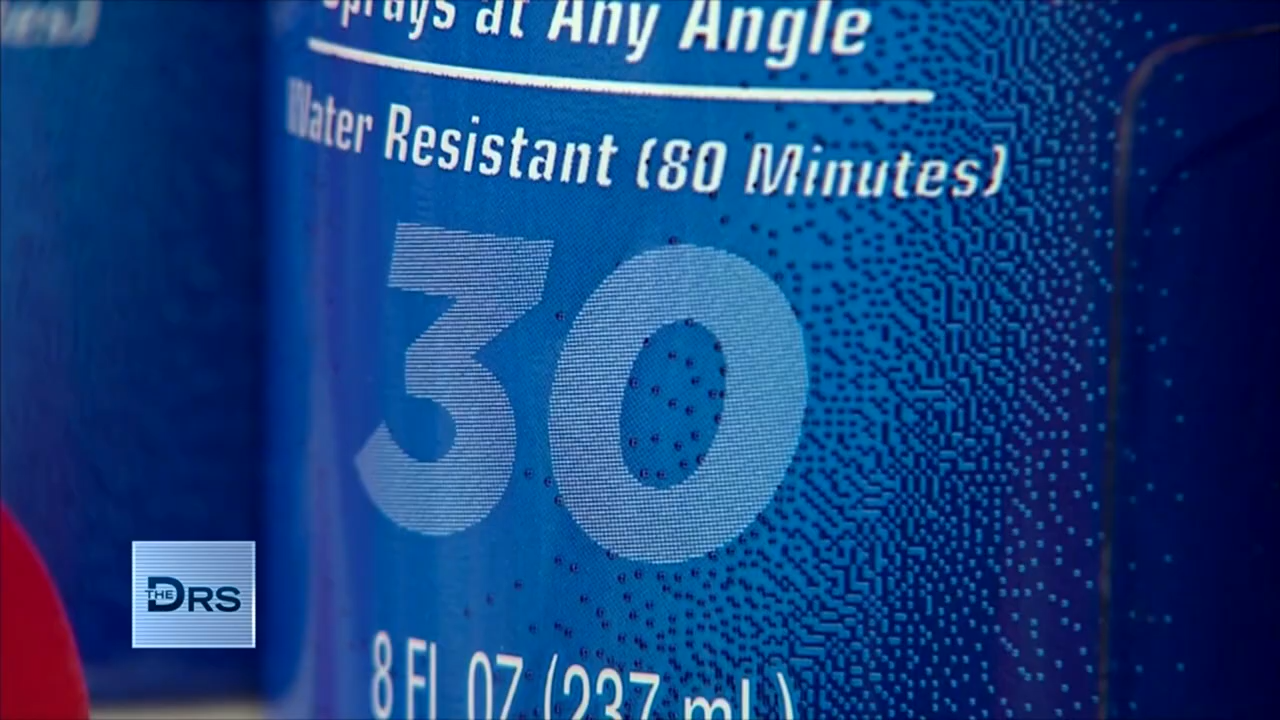 Sprays at Any Angle
Water Resistant (80 Minutes)
30
8 FL OZ (237 mL)
THE DRS